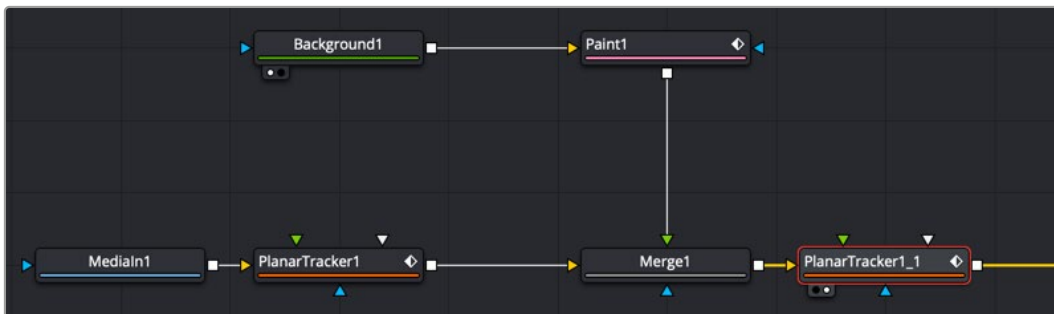 Background1
Paint1
MediaIn1
PlanarTracker1
Merge1
PlanarTracker1_1